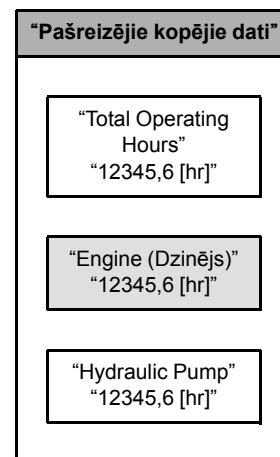 “Pašreizējie kopējie dati”
“Total Operating
Hours”
“12345,6 [hr]”
“Engine (Dzinējs)”
“12345,6 [hr]”
“Hydraulic Pump”
“12345,6 [hr]”